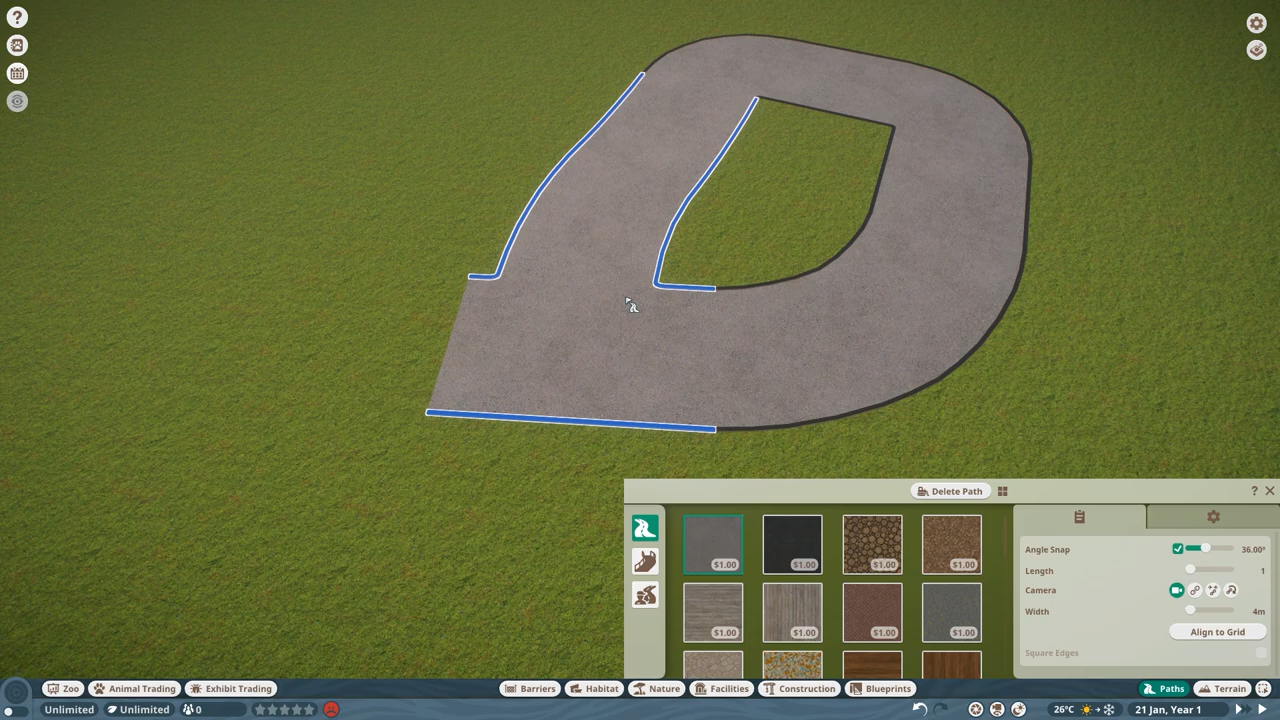 ?
Delete Path
?
$1.00 $1.00 $1.00 $1.00
$1.00 $1.00 $1.00 $1.00
Angle Snap 36.00°
Length 1
Camera
Width 4m
Align to Grid
Square Edges
Zoo Animal Trading Exhibit Trading Barriers Habitat Nature Facilities Construction Blueprints Paths Terrain
Unlimited Unlimited 0 26°C 21 Jan, Year 1